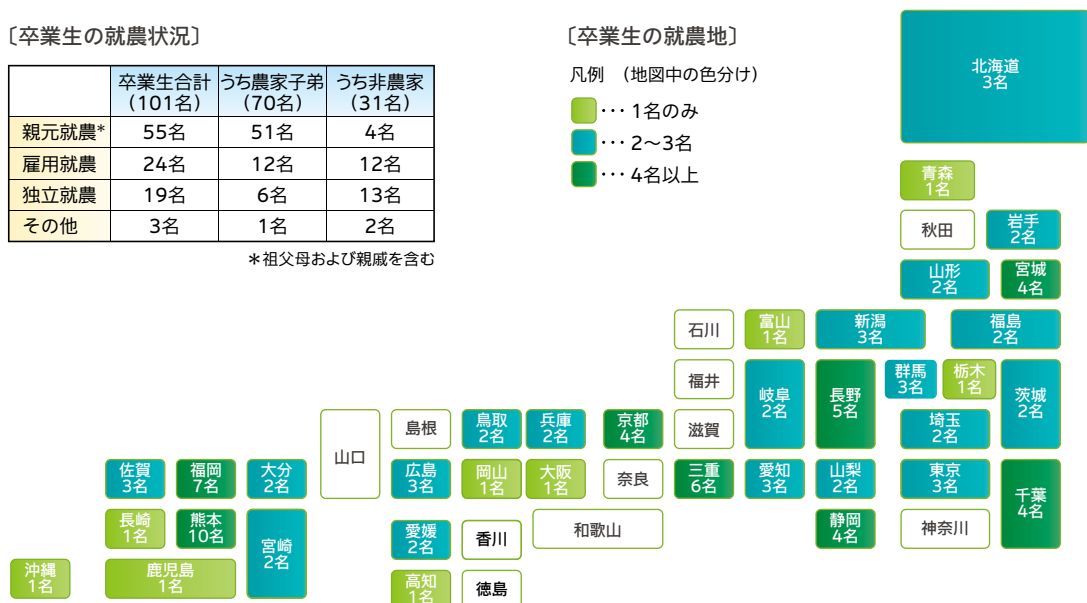 〔卒業生の就農状況〕
卒業生合計 うち農家子弟 うち非農家
(101名) (70名) (31名)
親元就農* 55名 51名 4名
雇用就農 24名 12名 12名
独立就農 19名 6名 13名
その他 3名 1名 2名
*祖父母および親戚を含む
〔卒業生の就農地〕
凡例 (地図中の色分け)
･･･ 1名のみ
･･･ 2〜3名
･･･ 4名以上
北海道
3名
青森
1名
秋田
岩手
2名
山形
2名
宮城
4名
石川
富山
1名
新潟
3名
福島
2名
福井
岐阜
2名
長野
5名
群馬
3名
栃木
1名
茨城
2名
山口
島根
鳥取
2名
兵庫
2名
京都
4名
滋賀
埼玉
2名
佐賀
3名
福岡
7名
大分
2名
広島
3名
岡山
1名
大阪
1名
奈良
三重
6名
愛知
3名
山梨
2名
東京
3名
千葉
4名
長崎
1名
熊本
10名
宮崎
2名
愛媛
2名
香川
和歌山
静岡
4名
神奈川
沖縄
1名
鹿児島
1名
高知
1名
徳島